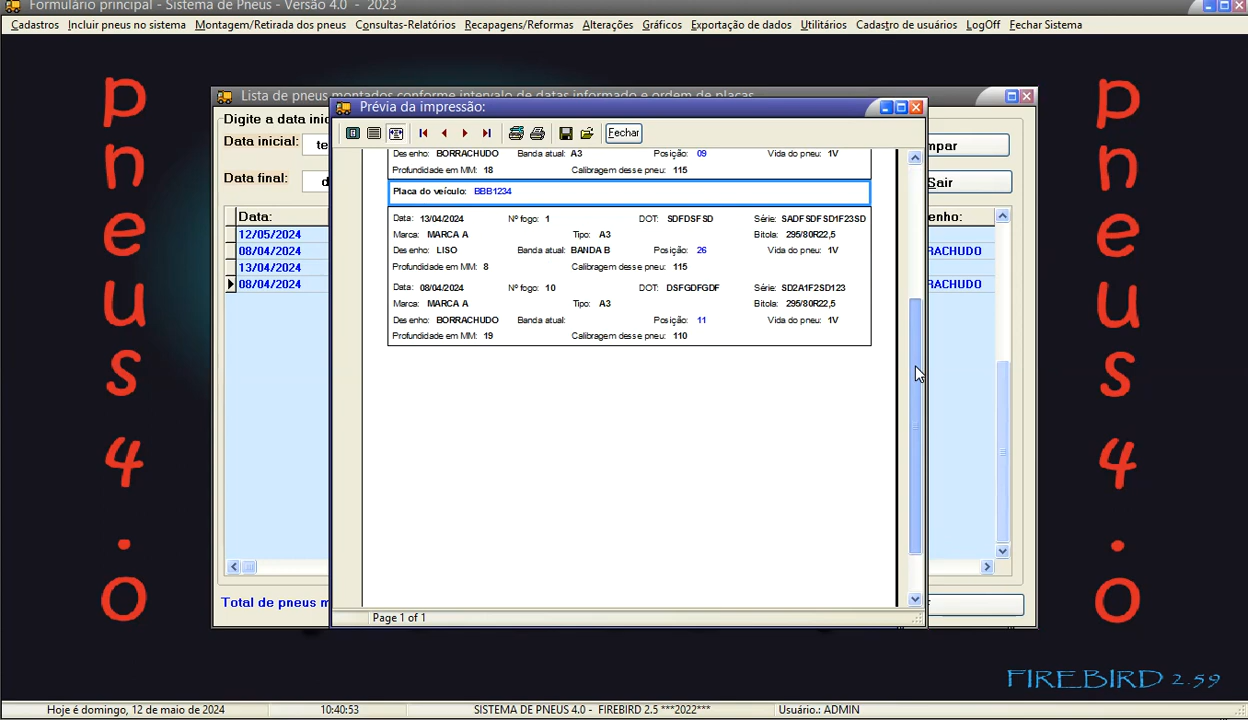 Formulário principal - Sistema de Pneus - Versão 4.0 - 2023
Cadastros Incluir pneus no sistema Montagem/Retirada dos pneus Consultas-Relatórios Recapagens/Reformas Alterações Gráficos Exportação de dados Utilitários Cadastro de usuários LogOff Fechar Sistema
Lista de pneus montados conforme intervalo de datas informado e ordem de placas
Prévia da impressão:
Digite a data inic
Data inicial: te
Data final: d
mpar
Sair
Fechar
Data:
12/05/2024
08/04/2024
13/04/2024
08/04/2024
enho:
RACHUDO
RACHUDO
Desenho: BORRACHUDO Banda atual: A3 Posição: 09 Vida do pneu: 1V
Profundidade em MM: 18 Calibragem desse pneu: 115
Placa do veículo: BBB1234
Data: 13/04/2024 Nº fogo: 1 DOT: SDFDSFSD Série: SADFSDFSD1F23SD
Marca: MARCA A Tipo: A3 Bitola: 295/80R22,5
Desenho: LISO Banda atual: BANDA B Posição: 26 Vida do pneu: 1V
Profundidade em MM: 8 Calibragem desse pneu: 115
Data: 08/04/2024 Nº fogo: 10 DOT: DSFGDFGDF Série: SD2A1F2SD123
Marca: MARCA A Tipo: A3 Bitola: 295/80R22,5
Desenho: BORRACHUDO Banda atual: Posição: 11 Vida do pneu: 1V
Profundidade em MM: 19 Calibragem desse pneu: 110
Total de pneus m
Page 1 of 1
pneus4.0
pneus4.0
FIREBIRD 2.59
Hoje é domingo, 12 de maio de 2024 10:40:53 SISTEMA DE PNEUS 4.0 - FIREBIRD 2.5 ***2022*** Usuário.: ADMIN